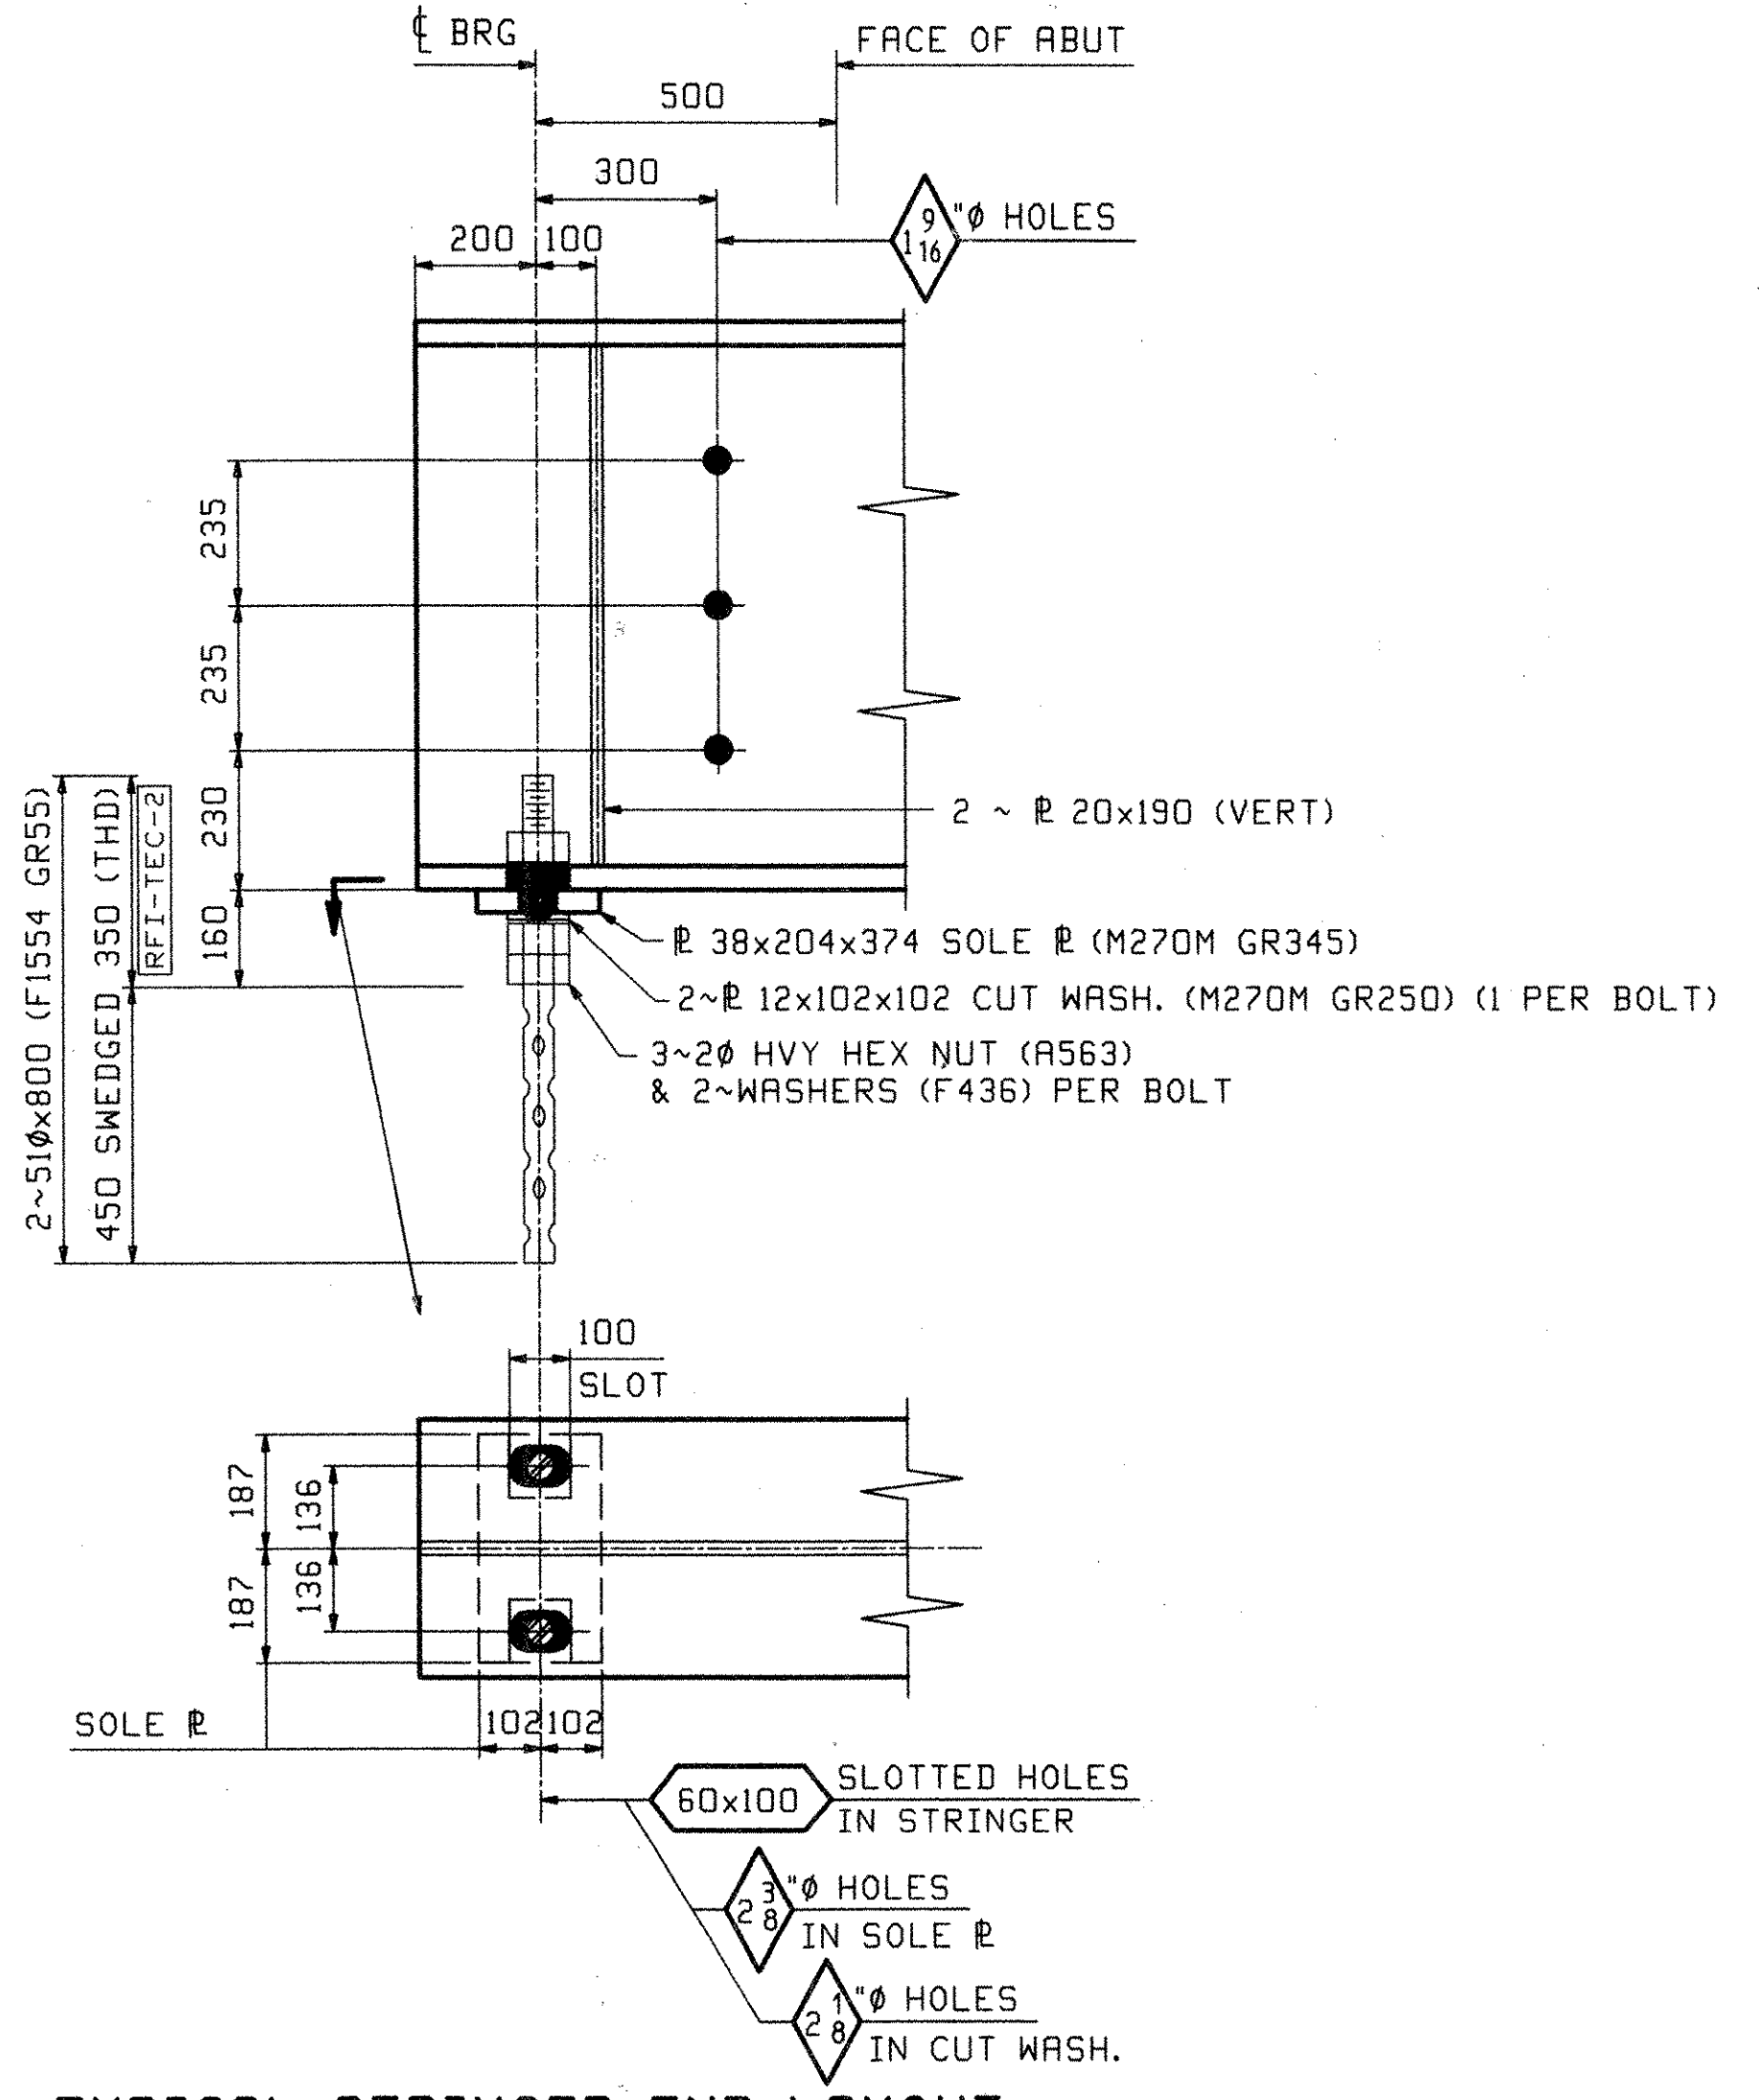 ℄ BRG
FACE OF ABUT
500
300
1 9/16 "Ø HOLES
200 100
235
235
230
160
2~51Øx800 (F1554 GR55)
450 SWEDGED 350 (THD)
RFI-TEC-2
2 ~ ⅊ 20x190 (VERT)
⅊ 38x204x374 SOLE ⅊ (M270M GR345)
2~⅊ 12x102x102 CUT WASH. (M270M GR250) (1 PER BOLT)
3~2Ø HVY HEX NUT (A563)
& 2~WASHERS (F436) PER BOLT
100
SLOT
187
136
187
136
SOLE ⅊
102 102
60x100 SLOTTED HOLES
IN STRINGER
2 3/8 "Ø HOLES
IN SOLE ⅊
2 1/8 "Ø HOLES
IN CUT WASH.